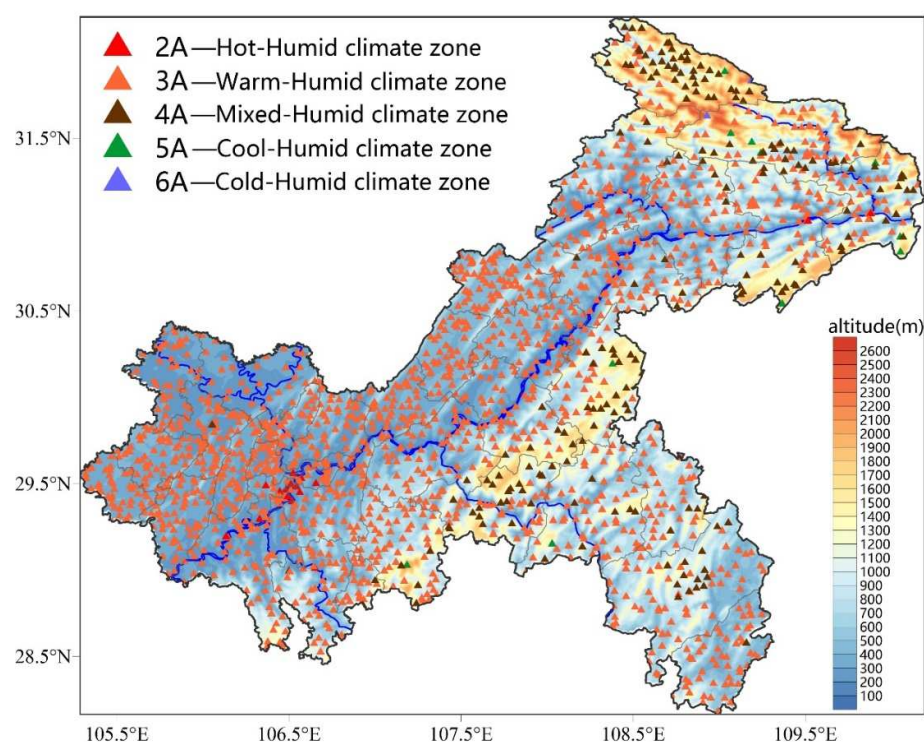 2A—Hot-Humid climate zone
3A—Warm-Humid climate zone
4A—Mixed-Humid climate zone
5A—Cool-Humid climate zone
6A—Cold-Humid climate zone
31.5°N
30.5°N
29.5°N
28.5°N
105.5°E
106.5°E
107.5°E
108.5°E
109.5°E
altitude(m)
2600
2500
2400
2300
2200
2100
2000
1900
1800
1700
1600
1500
1400
1300
1200
1100
1000
900
800
700
600
500
400
300
200
100